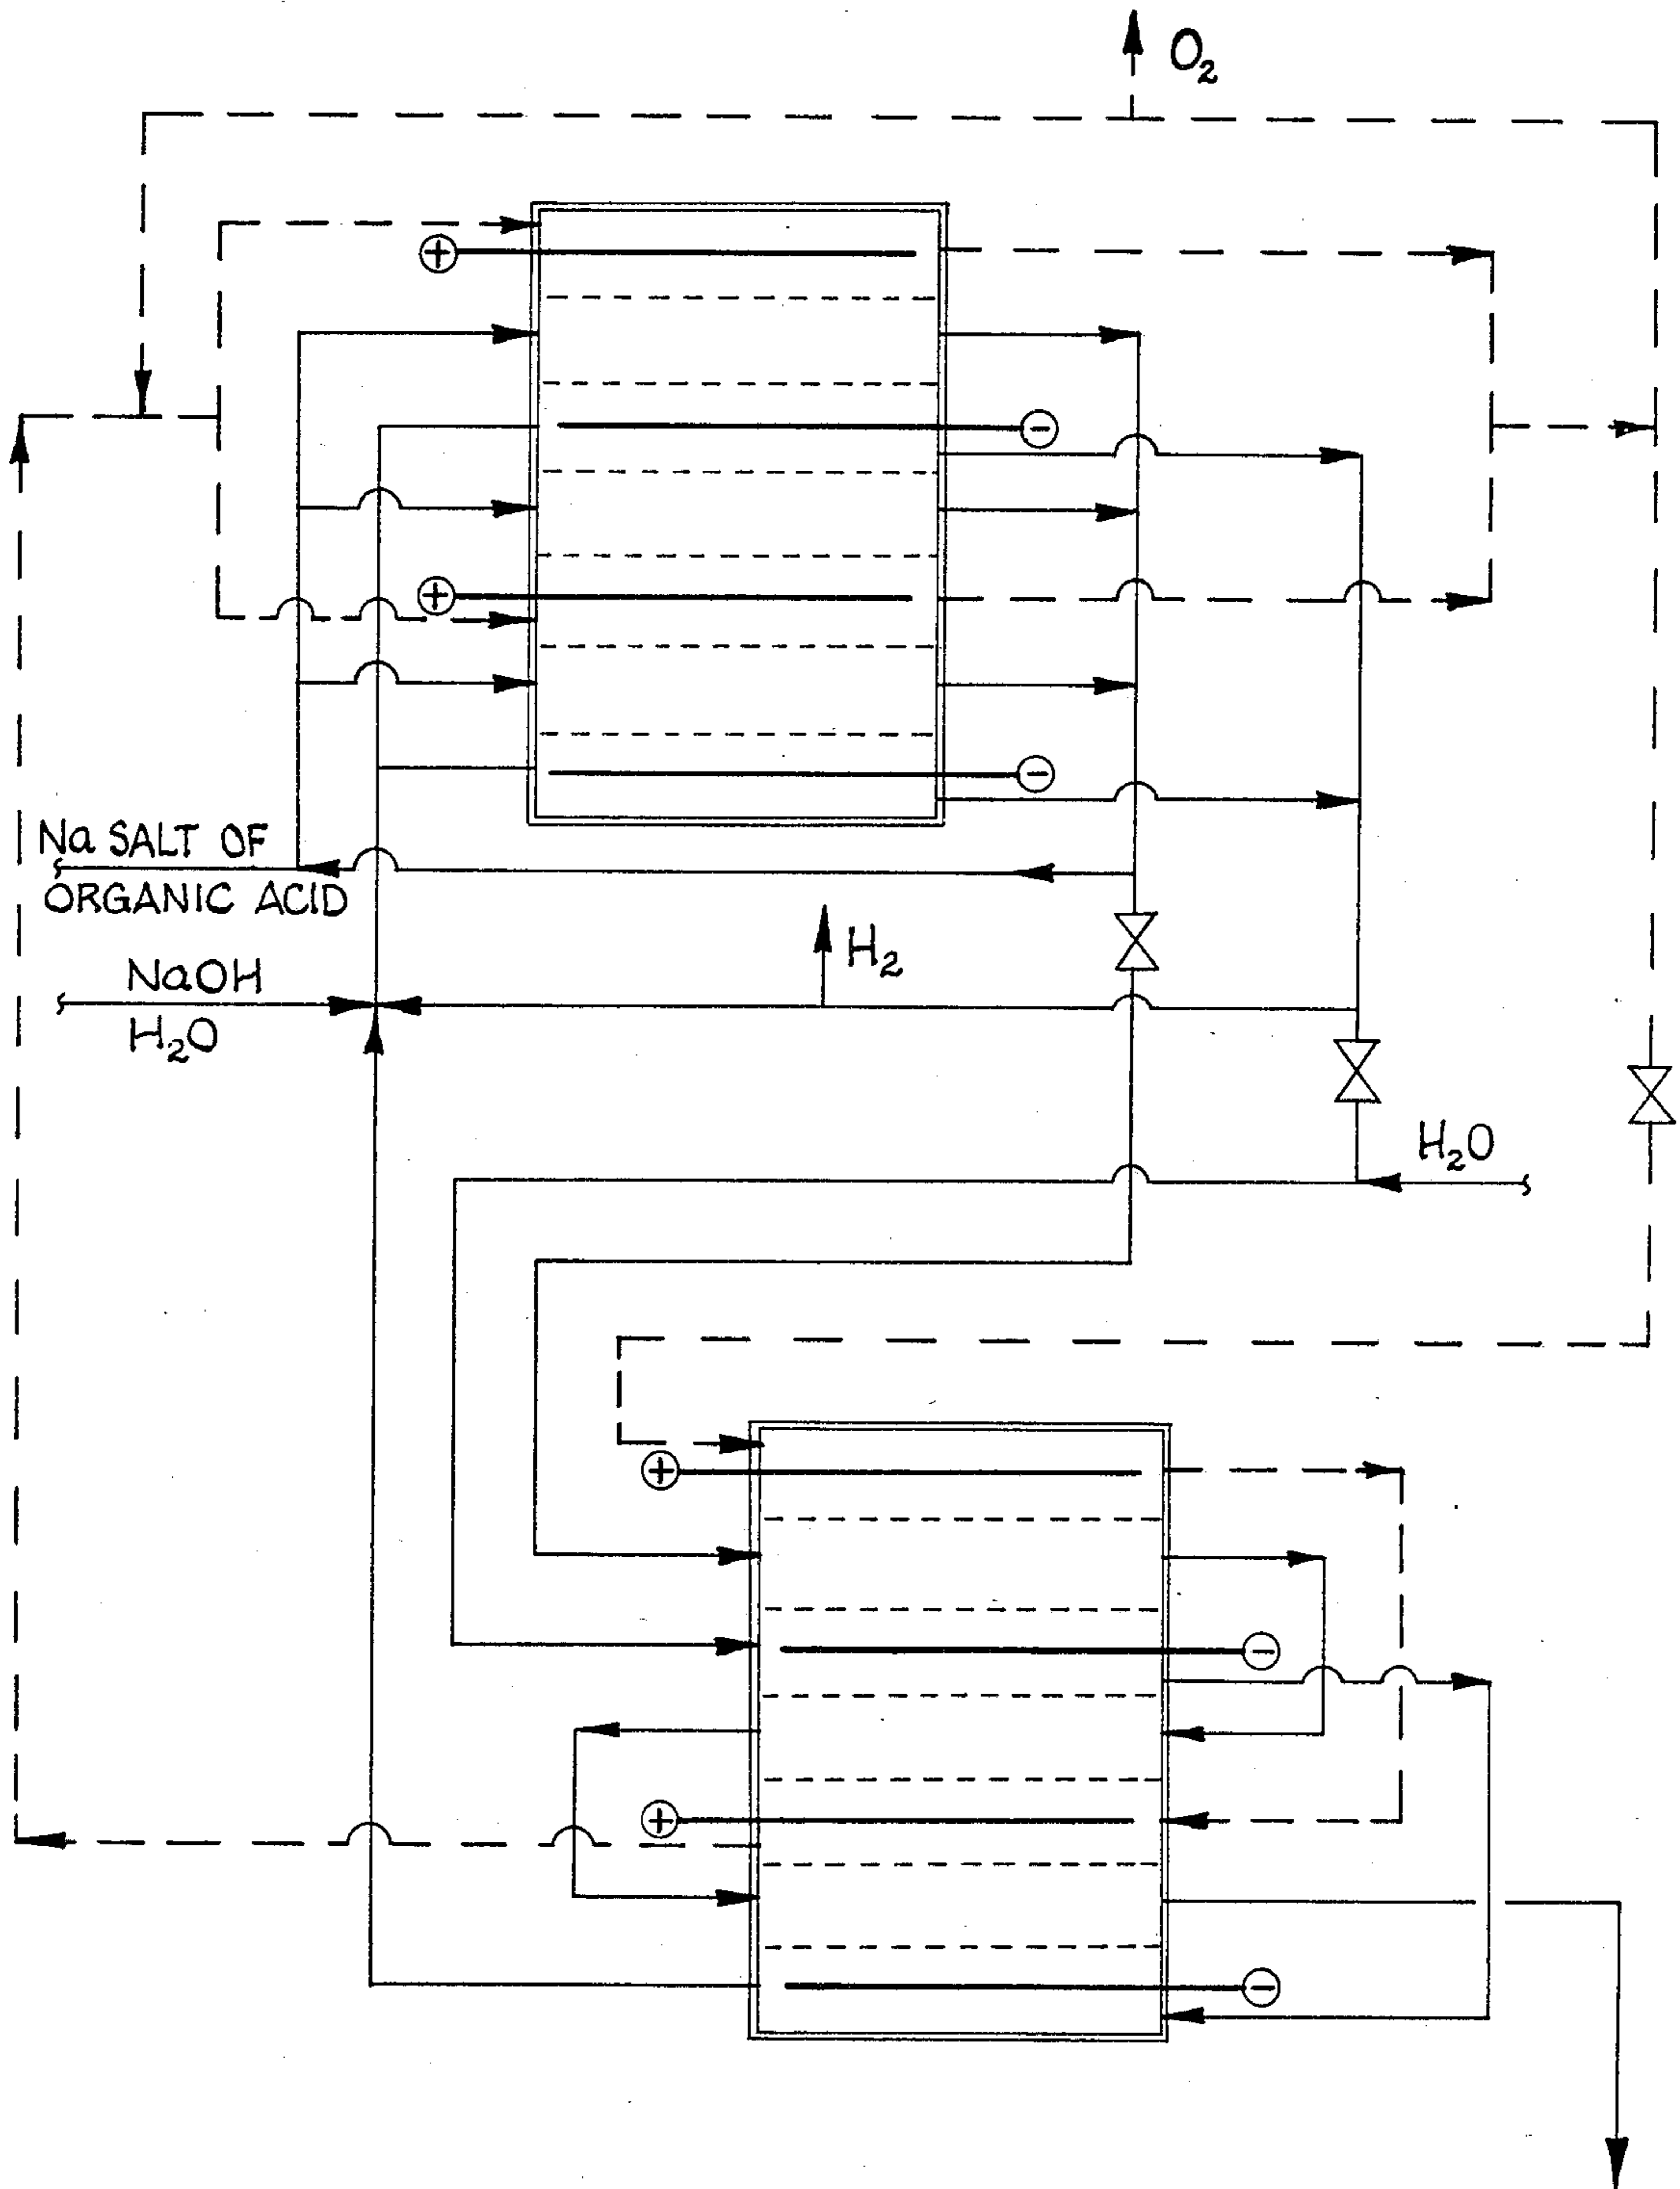 O₂
+
−
+
−
Na SALT OF
ORGANIC ACID
H₂
NaOH
H₂O
H₂O
+
−
+
−